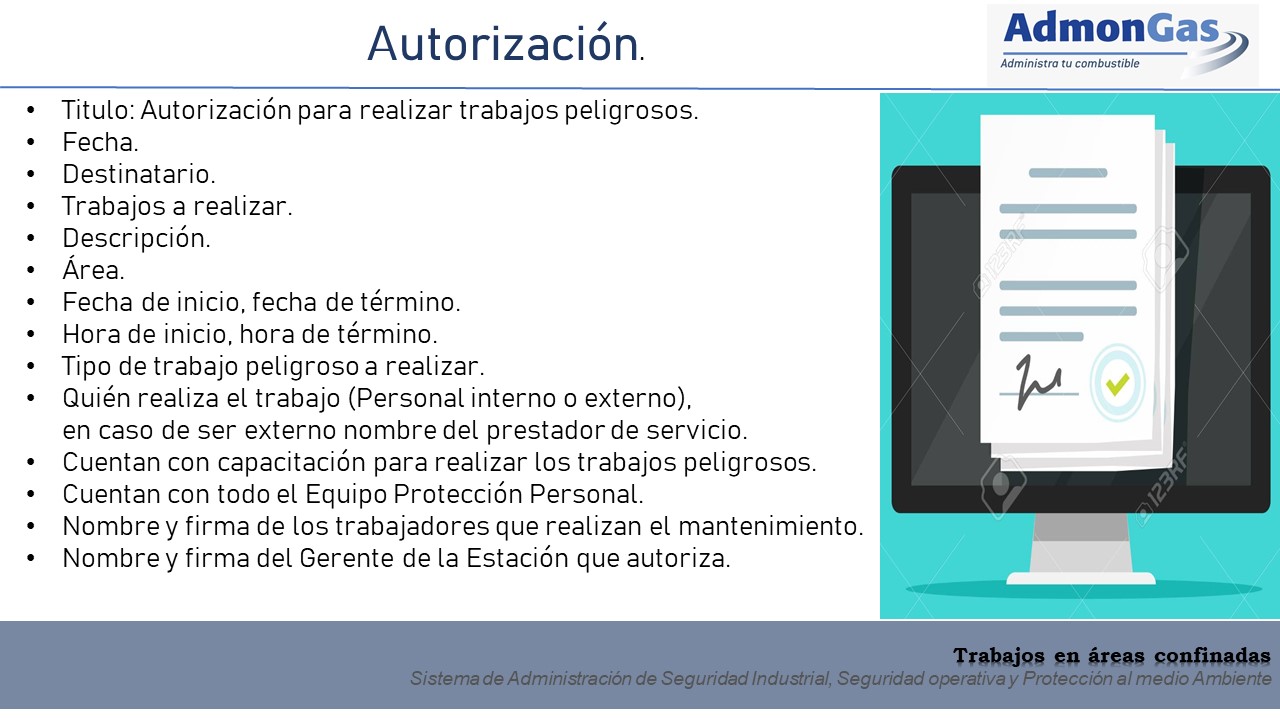 Autorización.
AdmonGas
Administra tu combustible
• Titulo: Autorización para realizar trabajos peligrosos.
• Fecha.
• Destinatario.
• Trabajos a realizar.
• Descripción.
• Área.
• Fecha de inicio, fecha de término.
• Hora de inicio, hora de término.
• Tipo de trabajo peligroso a realizar.
• Quién realiza el trabajo (Personal interno o externo),
en caso de ser externo nombre del prestador de servicio.
• Cuentan con capacitación para realizar los trabajos peligrosos.
• Cuentan con todo el Equipo Protección Personal.
• Nombre y firma de los trabajadores que realizan el mantenimiento.
• Nombre y firma del Gerente de la Estación que autoriza.
123RF
123RF
Trabajos en áreas confinadas
Sistema de Administración de Seguridad Industrial, Seguridad operativa y Protección al medio Ambiente